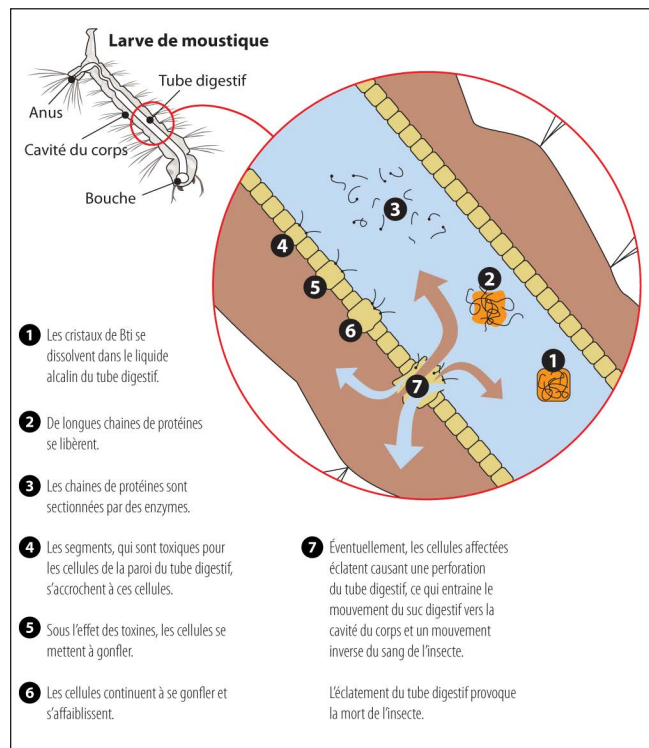 Larve de moustique
Tube digestif
Anus
Cavité du corps
Bouche
3
4
2
5
6
1
7
1 Les cristaux de Bti se
dissolvent dans le liquide
alcalin du tube digestif.
2 De longues chaines de protéines
se libèrent.
3 Les chaines de protéines sont
sectionnées par des enzymes.
4 Les segments, qui sont toxiques pour
les cellules de la paroi du tube digestif,
s'accrochent à ces cellules.
5 Sous l'effet des toxines, les cellules se
mettent à gonfler.
6 Les cellules continuent à se gonfler et
s'affaiblissent.
7 Éventuellement, les cellules affectées
éclatent causant une perforation
du tube digestif, ce qui entraine le
mouvement du suc digestif vers la
cavité du corps et un mouvement
inverse du sang de l'insecte.
L'éclatement du tube digestif provoque
la mort de l'insecte.